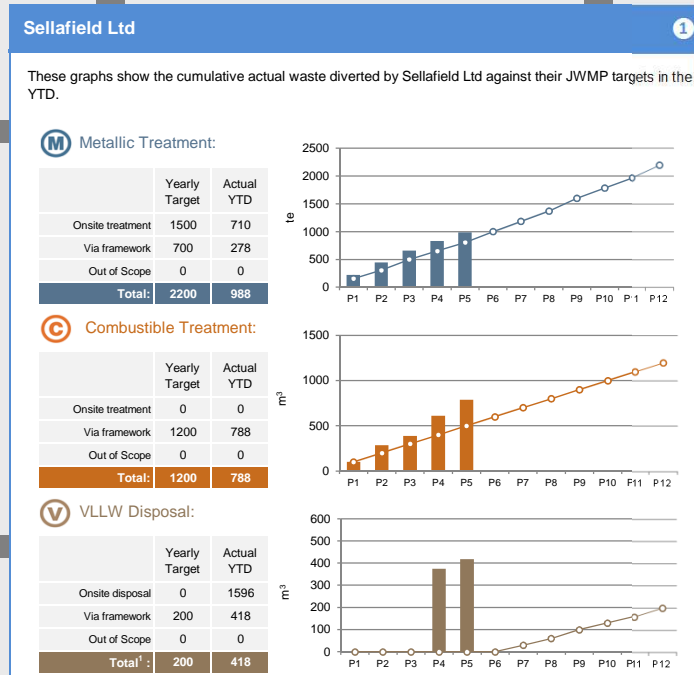 Sellafield Ltd
1
These graphs show the cumulative actual waste diverted by Sellafield Ltd against their JWMP targets in the
YTD.
M Metallic Treatment:
Yearly Target Actual YTD
Onsite treatment 1500 710
Via framework 700 278
Out of Scope 0 0
Total: 2200 988
2500
2000
1500
1000
500
0
te
P1 P2 P3 P4 P5 P6 P7 P8 P9 P10 P11 P12
C Combustible Treatment:
Yearly Target Actual YTD
Onsite treatment 0 0
Via framework 1200 788
Out of Scope 0 0
Total: 1200 788
1500
1000
500
0
m³
P1 P2 P3 P4 P5 P6 P7 P8 P9 P10 P11 P12
V VLLW Disposal:
Yearly Target Actual YTD
Onsite disposal 0 1596
Via framework 200 418
Out of Scope 0 0
Total¹ : 200 418
600
500
400
300
200
100
0
m³
P1 P2 P3 P4 P5 P6 P7 P8 P9 P10 P11 P12